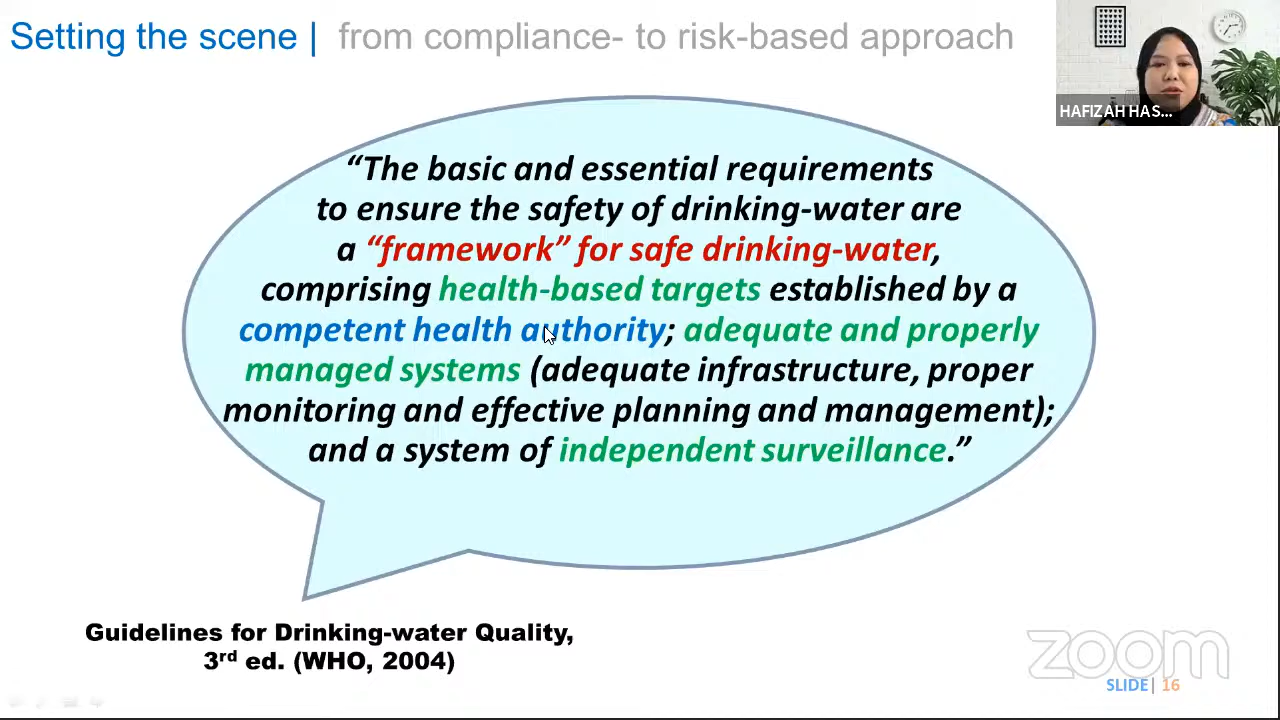 Setting the scene | from compliance- to risk-based approach
HAFIZAH HAS...
“The basic and essential requirements
to ensure the safety of drinking-water are
a “framework” for safe drinking-water,
comprising health-based targets established by a
competent health authority; adequate and properly
managed systems (adequate infrastructure, proper
monitoring and effective planning and management);
and a system of independent surveillance.”
Guidelines for Drinking-water Quality,
3rd ed. (WHO, 2004)
zoom
SLIDE| 16